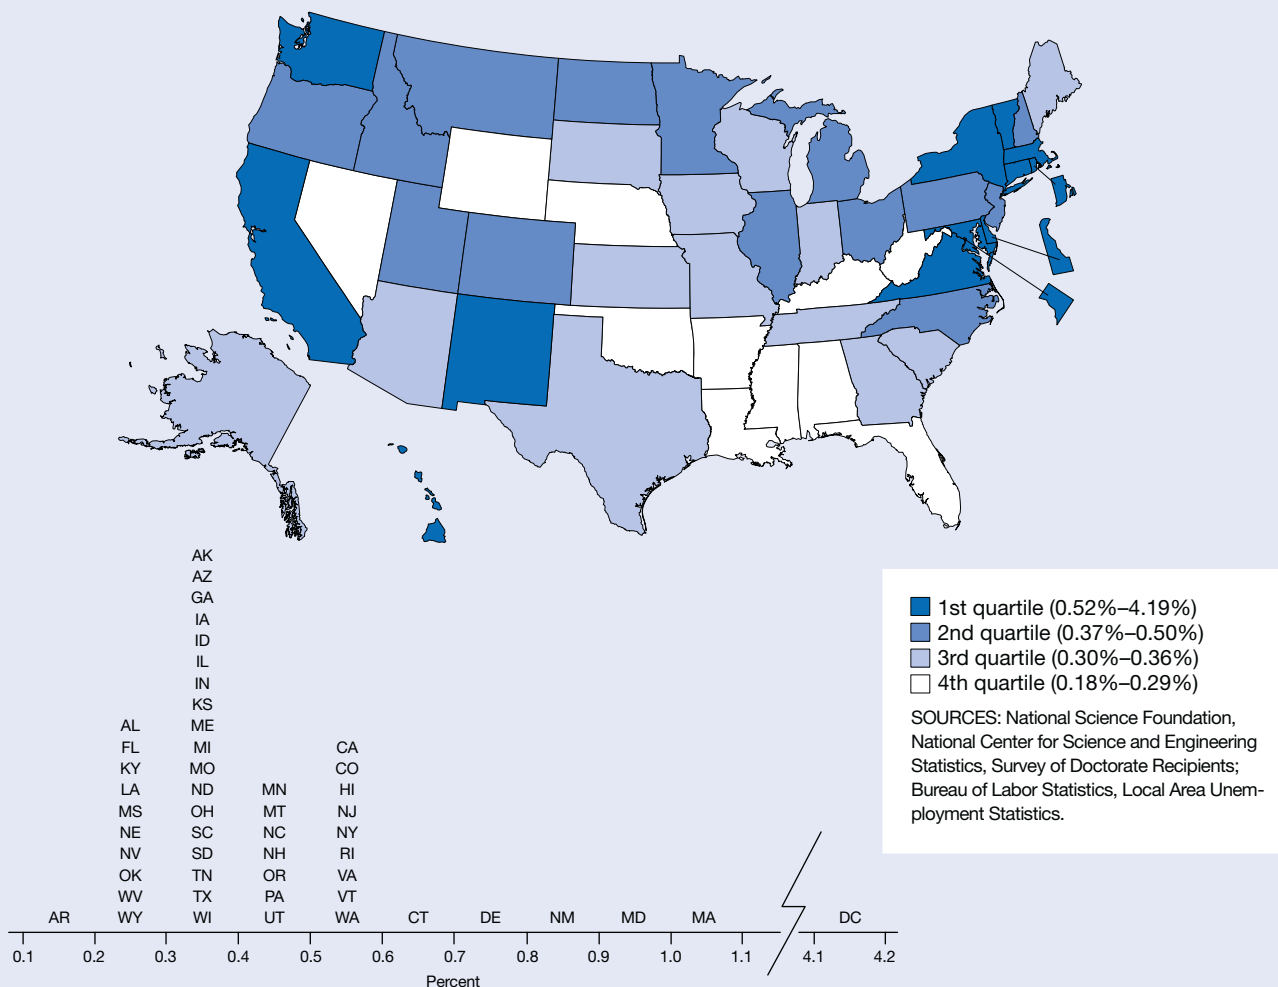 AK
AZ
GA
IA
ID
IL
IN
KS
AL ME
FL MI CA
KY MO CO
LA ND MN HI
MS OH MT NJ
NE SC NC NY
NV SD NH RI
OK TN OR VA
WV TX PA VT
AR WY WI UT WA CT DE NM MD MA DC
0.1 0.2 0.3 0.4 0.5 0.6 0.7 0.8 0.9 1.0 1.1 4.1 4.2
Percent
1st quartile (0.52%–4.19%)
2nd quartile (0.37%–0.50%)
3rd quartile (0.30%–0.36%)
4th quartile (0.18%–0.29%)
SOURCES: National Science Foundation,
National Center for Science and Engineering
Statistics, Survey of Doctorate Recipients;
Bureau of Labor Statistics, Local Area Unem-
ployment Statistics.